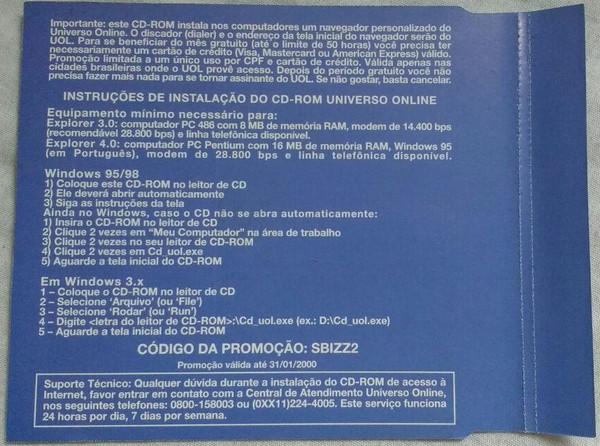 Importante: este CD-ROM instala nos computadores um navegador personalizado do
Universo Online. O discador (dialer) e o endereço da tela inicial do navegador serão do
UOL. Para se beneficiar do mês gratuito (até o limite de 50 horas) você precisa ter
necessariamente um cartão de crédito (Visa, Mastercard ou American Express) válido.
Promoção limitada a um único uso por CPF e cartão de crédito. Válida apenas nas
cidades brasileiras onde o UOL provê acesso. Depois do período gratuito você não
precisa fazer mais nada para se tornar assinante do UOL. Se não gostar, basta cancelar.
INSTRUÇÕES DE INSTALAÇÃO DO CD-ROM UNIVERSO ONLINE
Equipamento mínimo necessário para:
Explorer 3.0: computador PC 486 com 8 MB de memória RAM, modem de 14.400 bps
(recomendável 28.800 bps) e linha telefônica disponível.
Explorer 4.0: computador PC Pentium com 16 MB de memória RAM, Windows 95
(em Português), modem de 28.800 bps e linha telefônica disponível.
Windows 95/98
1) Coloque este CD-ROM no leitor de CD
2) Ele deverá abrir automaticamente
3) Siga as instruções da tela
Ainda no Windows, caso o CD não se abra automaticamente:
1) Insira o CD-ROM no leitor de CD
2) Clique 2 vezes em “Meu Computador” na área de trabalho
3) Clique 2 vezes no seu leitor de CD-ROM
4) Clique 2 vezes em Cd_uol.exe
5) Aguarde a tela inicial do CD-ROM
Em Windows 3.x
1 – Coloque o CD-ROM no leitor de CD
2 – Selecione ‘Arquivo’ (ou ‘File’)
3 – Selecione ‘Rodar’ (ou ‘Run’)
4 – Digite <letra do leitor de CD-ROM>:\Cd_uol.exe (ex.: D:\Cd_uol.exe)
5 – Aguarde a tela inicial do CD-ROM
CÓDIGO DA PROMOÇÃO: SBIZZ2
Promoção válida até 31/01/2000
Suporte Técnico: Qualquer dúvida durante a instalação do CD-ROM de acesso à
Internet, favor entrar em contato com a Central de Atendimento Universo Online,
nos seguintes telefones: 0800-158003 ou (0XX11)224-4005. Este serviço funciona
24 horas por dia, 7 dias por semana.